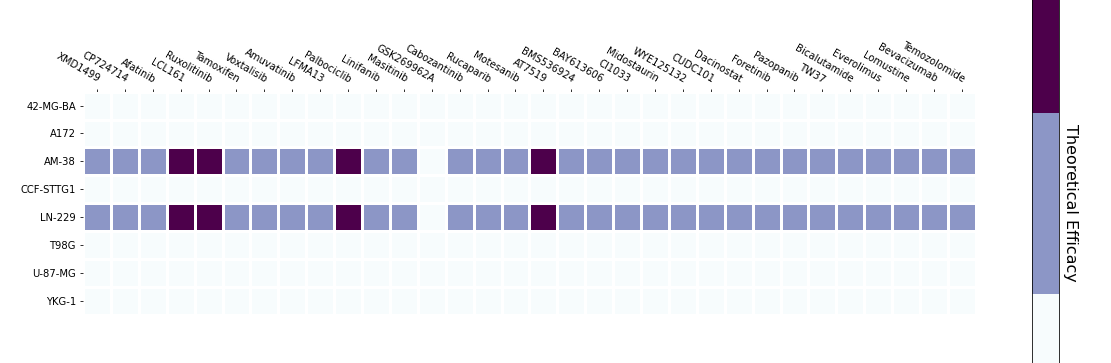 XMD1499
CP724714
Afatinib
LCL161
Ruxolitinib
Tamoxifen
Voxtalisib
Amuvatinib
LFMA13
Palbociclib
Linifanib
Masitinib
GSK269962A
Cabozantinib
Rucaparib
Motesanib
AT7519
BMS536924
BAY613606
CI1033
Midostaurin
WYE125132
CUDC101
Dacinostat
Foretinib
Pazopanib
TW37
Bicalutamide
Everolimus
Lomustine
Bevacizumab
Temozolomide
42-MG-BA
A172
AM-38
CCF-STTG1
LN-229
T98G
U-87-MG
YKG-1
Theoretical Efficacy